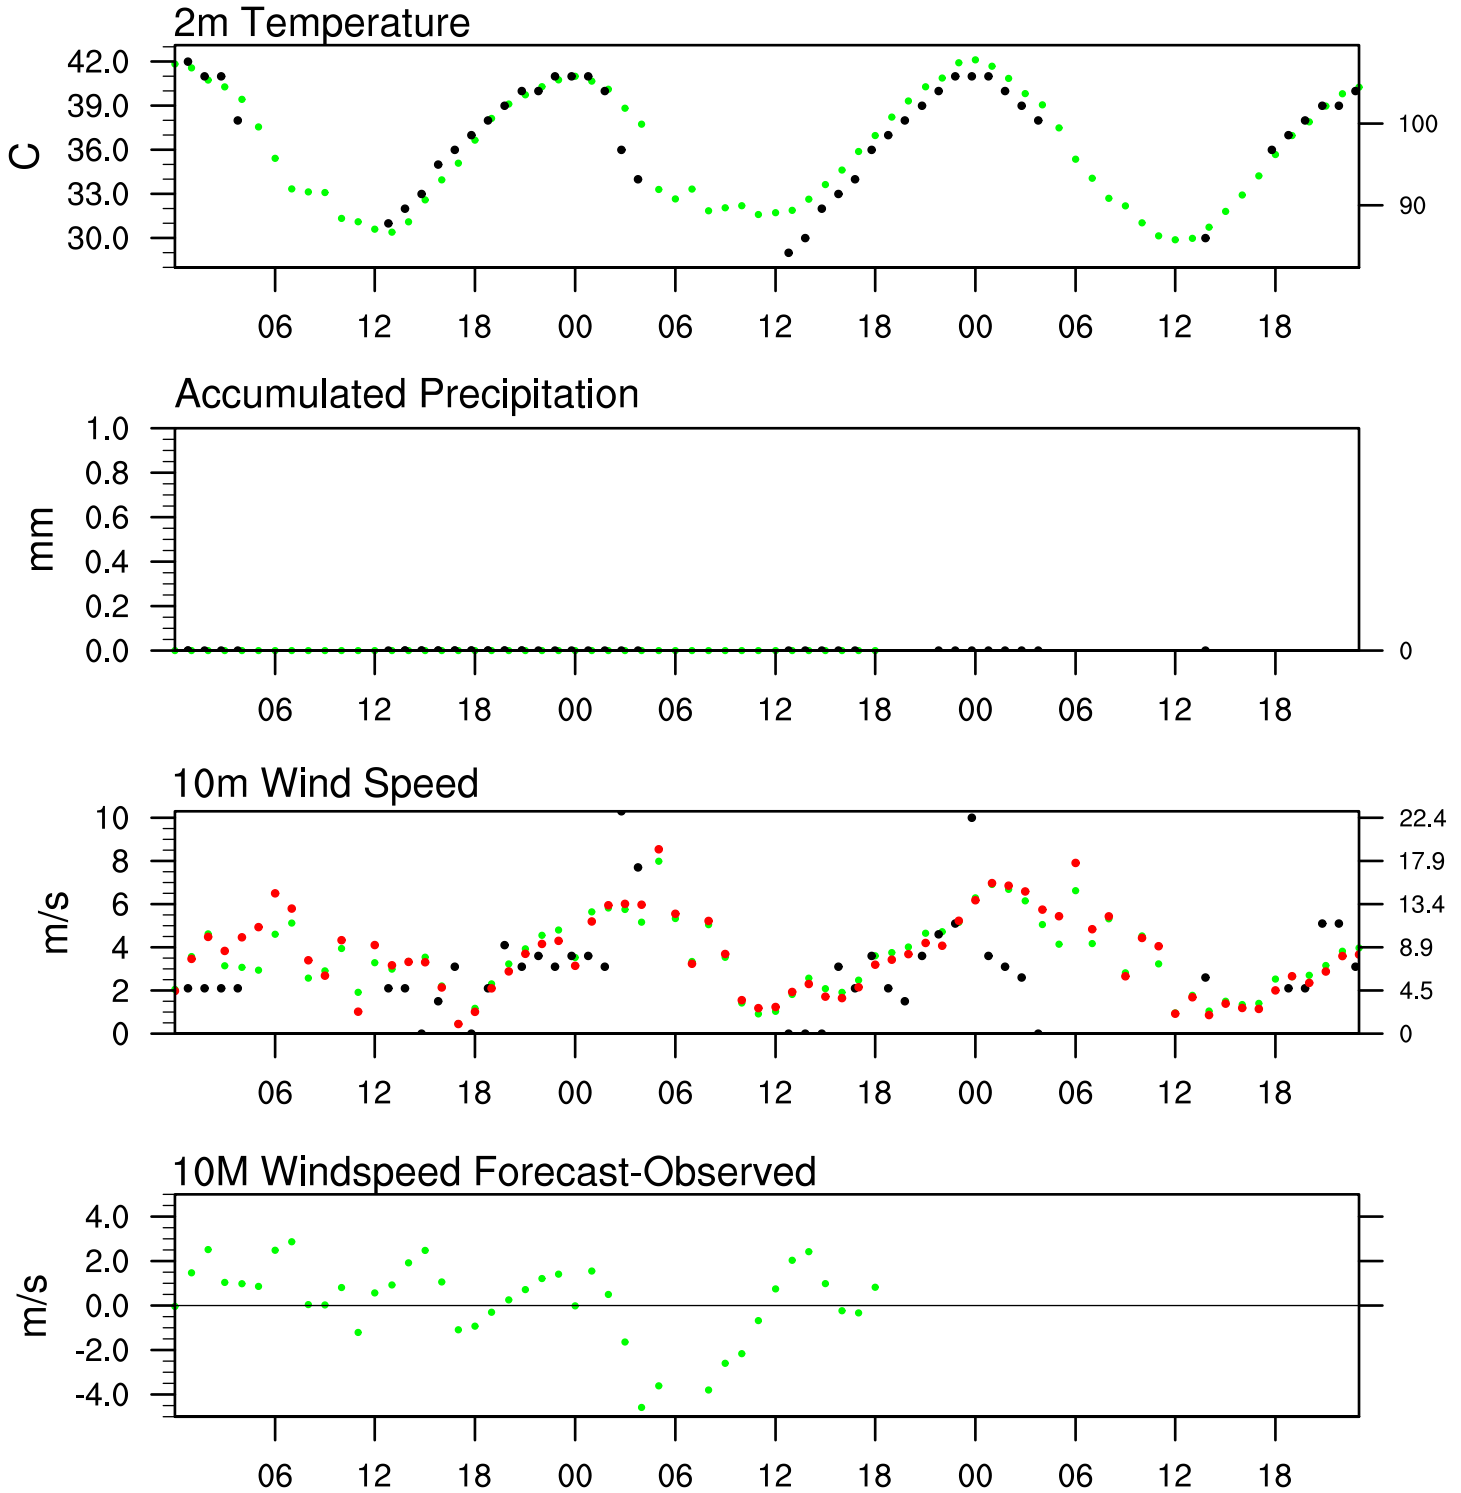 2m Temperature
42.0
39.0
36.0
33.0
30.0
C
100
90
06 12 18 00 06 12 18 00 06 12 18
Accumulated Precipitation
1.0
0.8
0.6
0.4
0.2
0.0
mm
0
06 12 18 00 06 12 18 00 06 12 18
10m Wind Speed
10
8
6
4
2
0
m/s
22.4
17.9
13.4
8.9
4.5
0
06 12 18 00 06 12 18 00 06 12 18
10M Windspeed Forecast-Observed
4.0
2.0
0.0
-2.0
-4.0
m/s
06 12 18 00 06 12 18 00 06 12 18